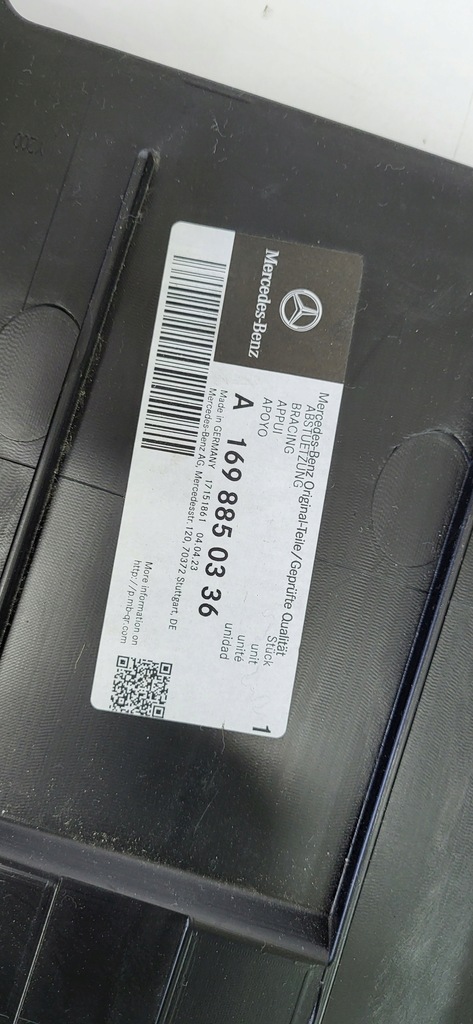 Mercedes-Benz
Mercedes-Benz Original-Teile/Geprüfte Qualität
ABSTUETZUNG
BRACING
APPUI
APOYO
Stück
unit
unité
unidad
1
A 169 885 03 36
Made in GERMANY 17151861 04.04.23
Mercedes-Benz AG, Mercedesstr. 120, 70372 Stuttgart, DE
More information on
http://p.mb-qr.com